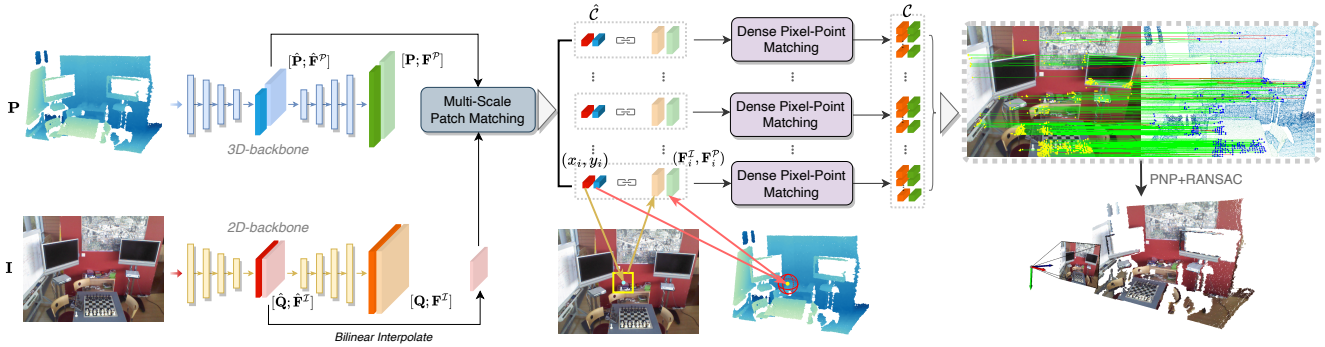 P
3D-backbone
[P̂; F̂^𝒫]
[P; F^𝒫]
I
2D-backbone
[Q̂; F̂^ℐ]
[Q; F^ℐ]
Bilinear Interpolate
Multi-Scale
Patch Matching
𝒞̂
Dense Pixel-Point
Matching
Dense Pixel-Point
Matching
(x_i, y_i)
(F_i^ℐ, F_i^𝒫)
Dense Pixel-Point
Matching
𝒞
PNP+RANSAC